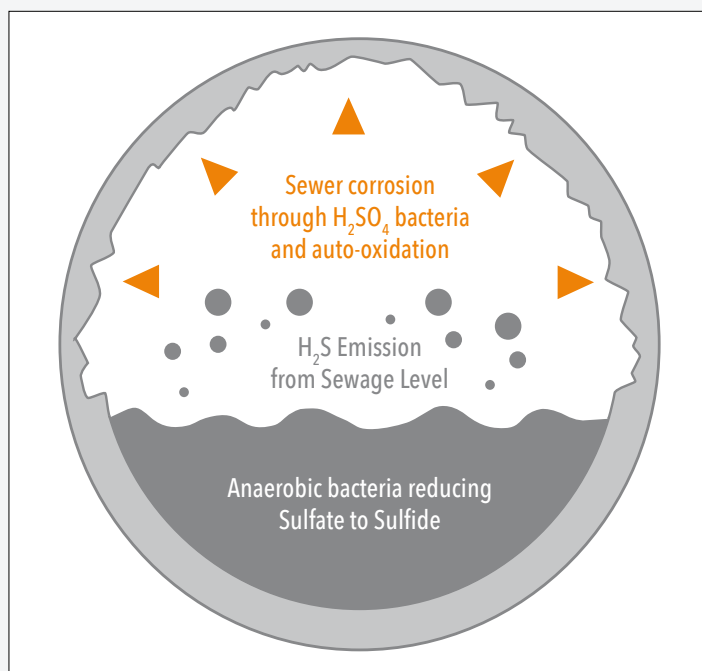 Sewer corrosion
through H₂SO₄ bacteria
and auto-oxidation
H₂S Emission
from Sewage Level
Anaerobic bacteria reducing
Sulfate to Sulfide